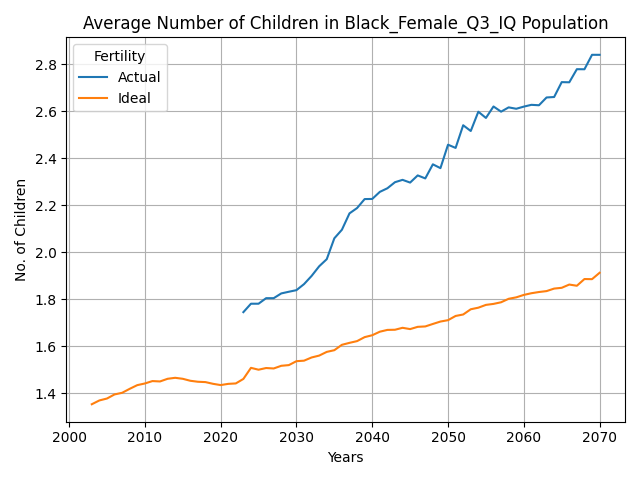 Average Number of Children in Black_Female_Q3_IQ Population
Fertility
Actual
Ideal
2.8
2.6
2.4
2.2
2.0
1.8
1.6
1.4
No. of Children
2000 2010 2020 2030 2040 2050 2060 2070
Years